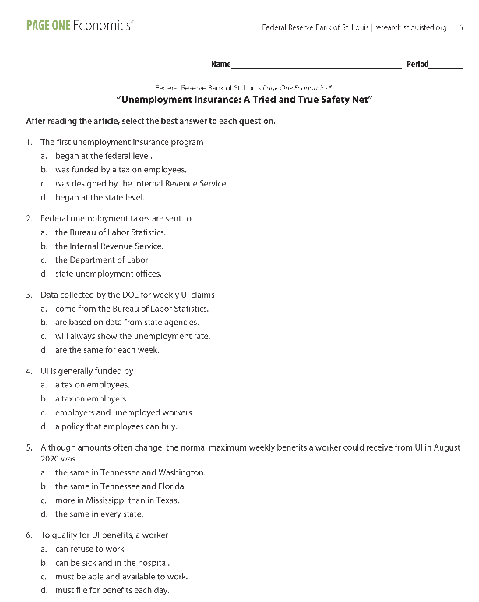 PAGE ONE Economics®
Federal Reserve Bank of St. Louis | research.stlouisfed.org
Name Period
Federal Reserve Bank of St. Louis Page One Economics®
"Unemployment Insurance: A Tried and True Safety Net"
After reading the article, select the best answer to each question.
1. The first unemployment insurance program
a. began at the federal level.
b. was funded by a tax on employees.
c. was designed by the Internal Revenue Service.
d. began at the state level.
2. Federal unemployment taxes are sent to
a. the Bureau of Labor Statistics.
b. the Internal Revenue Service.
c. the Department of Labor.
d. state unemployment offices.
3. Data collected by the DOL for weekly UI claims
a. come from the Bureau of Labor Statistics.
b. are based on data from state agencies.
c. will always show the unemployment rate.
d. are the same for each week.
4. UI is generally funded by
a. a tax on employees.
b. a tax on employers.
c. employers and unemployed workers.
d. a policy that employees can buy.
5. Although amounts often change, the normal maximum weekly benefits a worker could receive from UI in August
2020 was
a. the same in Tennessee and Washington.
b. the same in Tennessee and Florida.
c. more in Mississippi than in Texas.
d. the same in every state.
6. To qualify for UI benefits, a worker
a. can refuse to work.
b. can be sick and in the hospital.
c. must be able and available to work.
d. must file for benefits each day.